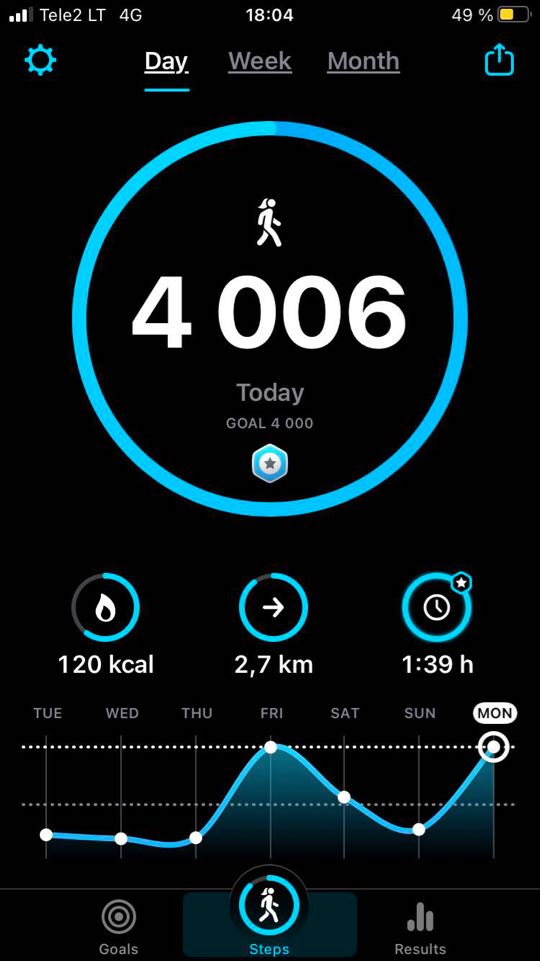 Tele2 LT 4G 18:04 49 %
Day Week Month
4 006
Today
GOAL 4 000
120 kcal 2,7 km 1:39 h
TUE WED THU FRI SAT SUN MON
Goals Steps Results